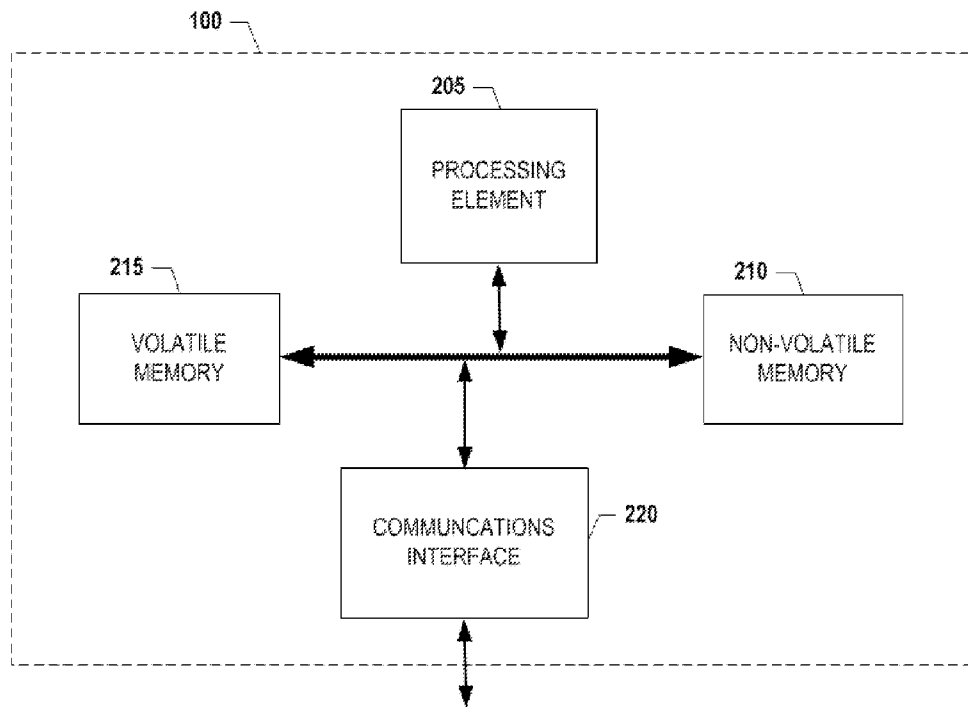 100
205
PROCESSING
ELEMENT
215
VOLATILE
MEMORY
210
NON-VOLATILE
MEMORY
COMMUNCATIONS
INTERFACE
220